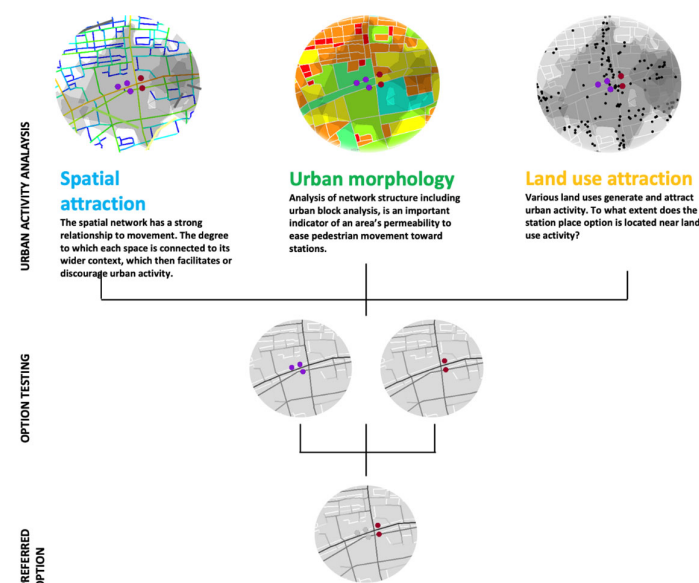 URBAN ACTIVITY ANALAYSIS
Spatial
attraction
The spatial network has a strong
relationship to movement. The degree
to which each space is connected to its
wider context, which then facilitates or
discourage urban activity.
Urban morphology
Analysis of network structure including
urban block analysis, is an important
indicator of an area's permeability to
ease pedestrian movement toward
stations.
Land use attraction
Various land uses generate and attract
urban activity. To what extent does the
station place option is located near land
use activity?
OPTION TESTING
REFERRED
OPTION